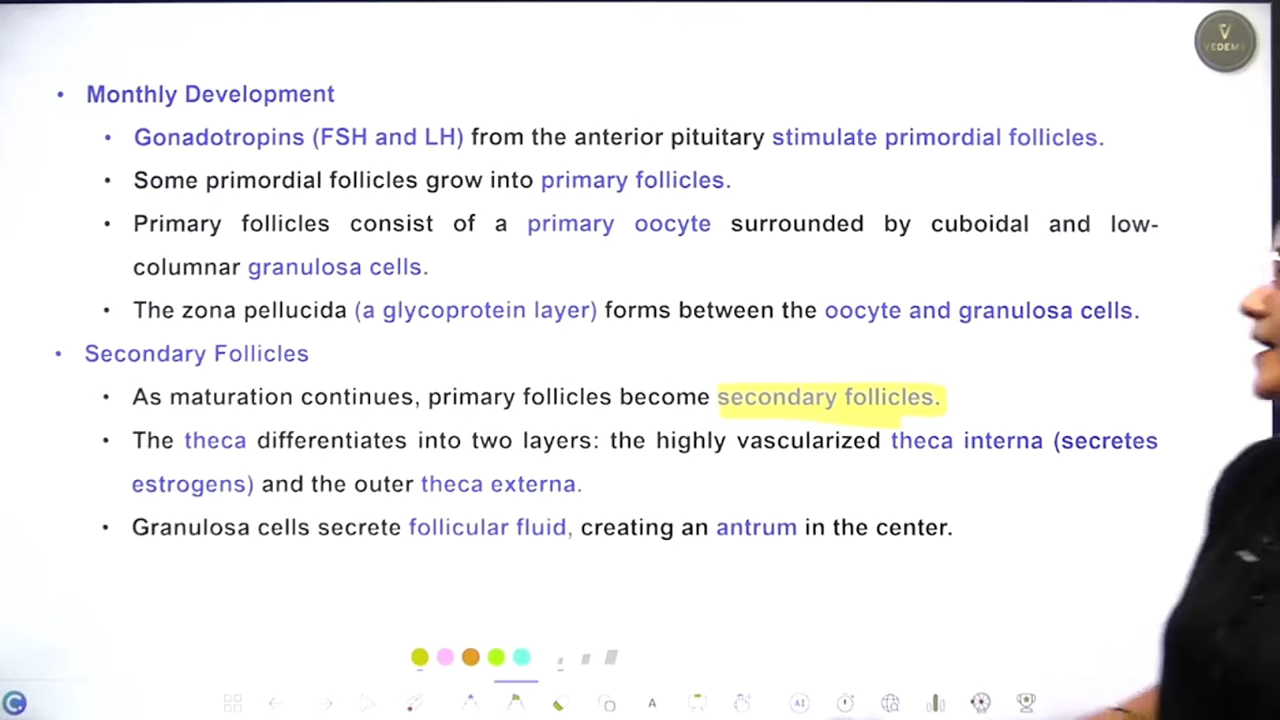 VEDEMY
• Monthly Development
• Gonadotropins (FSH and LH) from the anterior pituitary stimulate primordial follicles.
• Some primordial follicles grow into primary follicles.
• Primary follicles consist of a primary oocyte surrounded by cuboidal and low-
columnar granulosa cells.
• The zona pellucida (a glycoprotein layer) forms between the oocyte and granulosa cells.
• Secondary Follicles
• As maturation continues, primary follicles become secondary follicles.
• The theca differentiates into two layers: the highly vascularized theca interna (secretes
estrogens) and the outer theca externa.
• Granulosa cells secrete follicular fluid, creating an antrum in the center.
A
AI